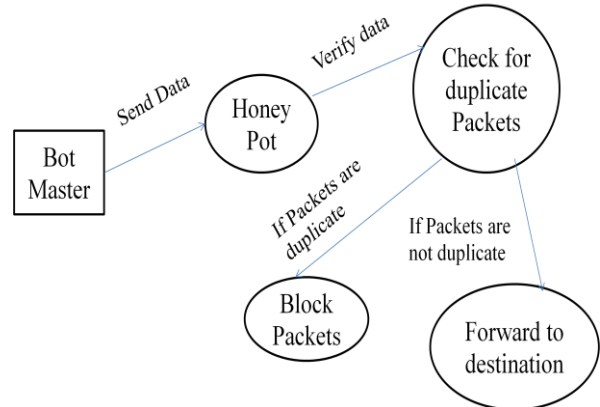 Bot
Master
Send Data
Honey
Pot
Verify data
Check for
duplicate
Packets
If Packets are
duplicate
Block
Packets
If Packets are
not duplicate
Forward to
destination